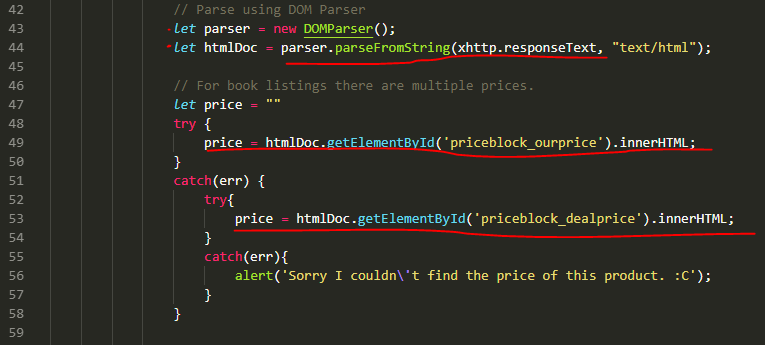 42 // Parse using DOM Parser
43 let parser = new DOMParser();
44 let htmlDoc = parser.parseFromString(xhttp.responseText, "text/html");
45
46 // For book listings there are multiple prices.
47 let price = ""
48 try {
49 price = htmlDoc.getElementById('priceblock_ourprice').innerHTML;
50 }
51 catch(err) {
52 try{
53 price = htmlDoc.getElementById('priceblock_dealprice').innerHTML;
54 }
55 catch(err){
56 alert('Sorry I couldn\'t find the price of this product. :C');
57 }
58 }
59